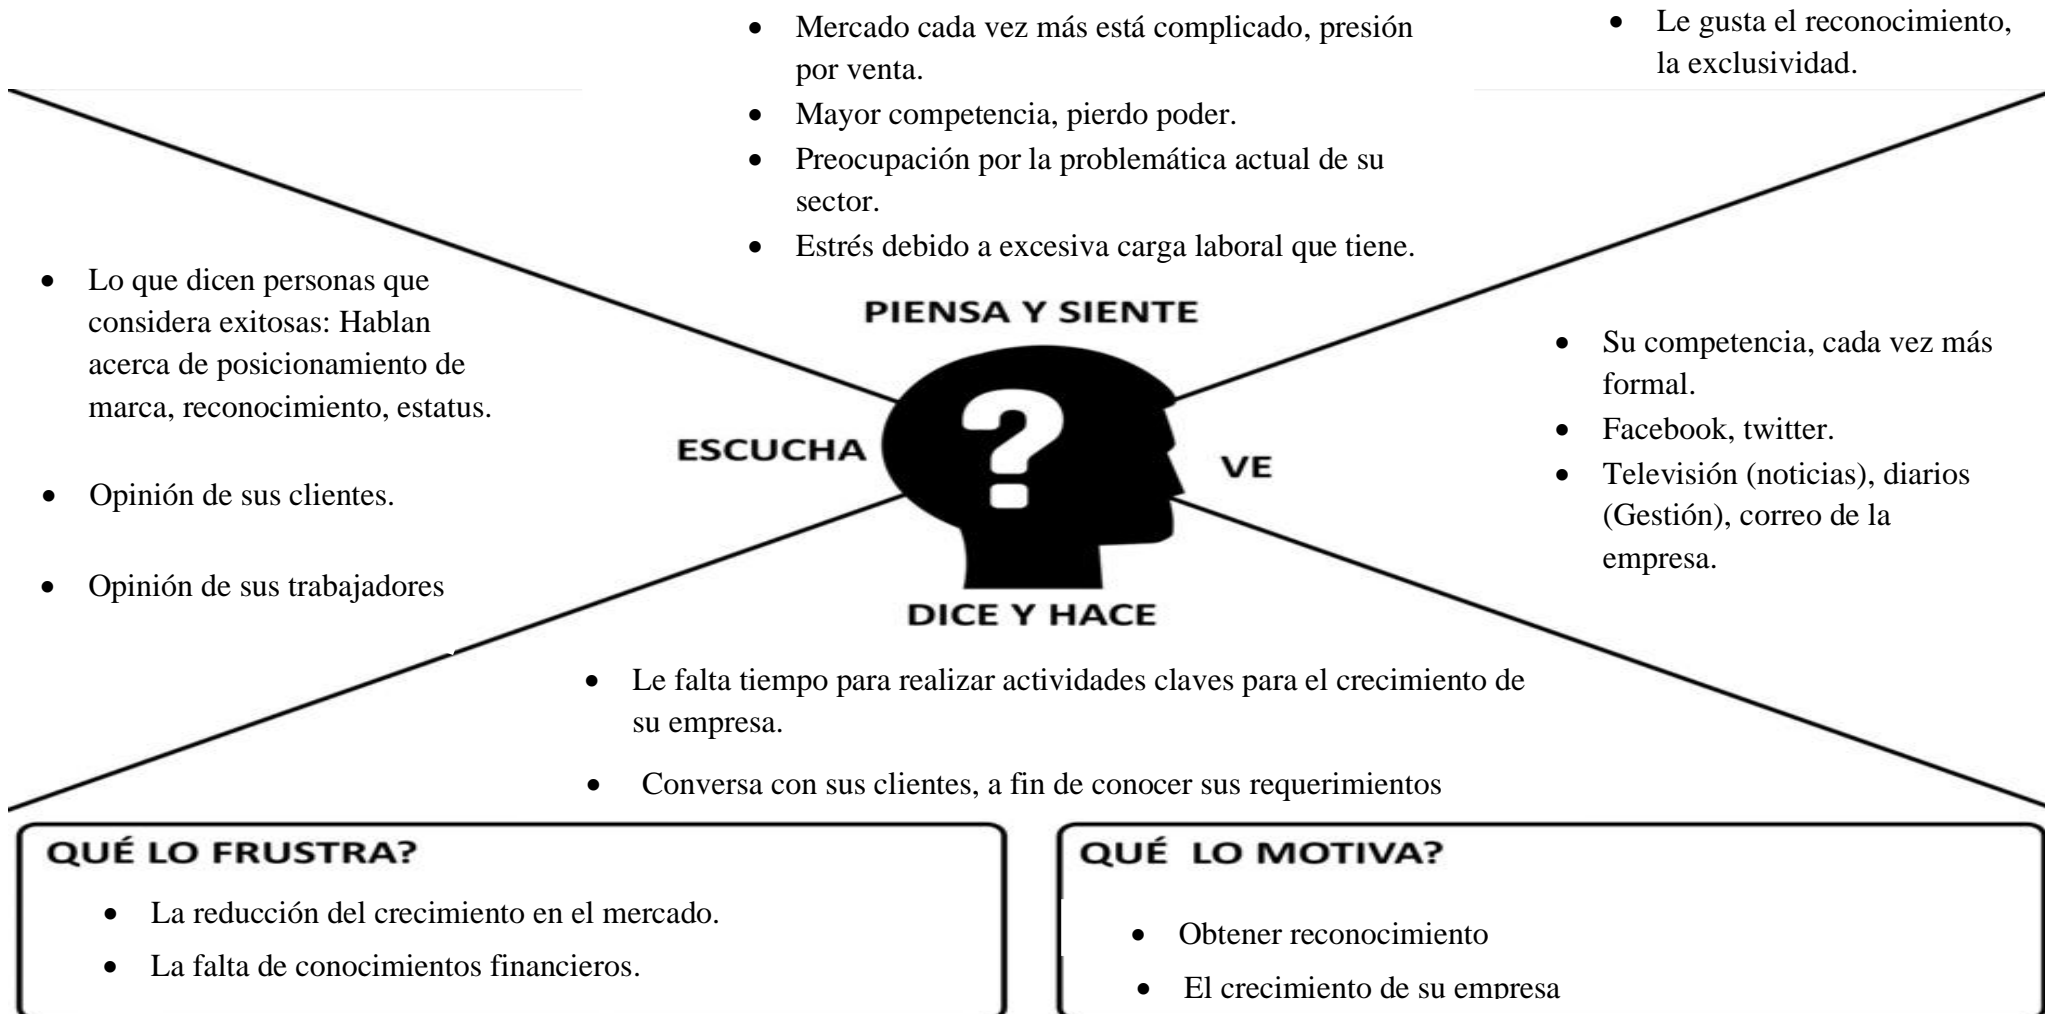 • Mercado cada vez más está complicado, presión
por venta.
• Mayor competencia, pierdo poder.
• Preocupación por la problemática actual de su
sector.
• Estrés debido a excesiva carga laboral que tiene.
• Le gusta el reconocimiento,
la exclusividad.
PIENSA Y SIENTE
• Lo que dicen personas que
considera exitosas: Hablan
acerca de posicionamiento de
marca, reconocimiento, estatus.
• Opinión de sus clientes.
• Opinión de sus trabajadores
ESCUCHA
?
VE
• Su competencia, cada vez más
formal.
• Facebook, twitter.
• Televisión (noticias), diarios
(Gestión), correo de la
empresa.
DICE Y HACE
• Le falta tiempo para realizar actividades claves para el crecimiento de
su empresa.
• Conversa con sus clientes, a fin de conocer sus requerimientos
QUÉ LO FRUSTRA?
• La reducción del crecimiento en el mercado.
• La falta de conocimientos financieros.
QUÉ LO MOTIVA?
• Obtener reconocimiento
• El crecimiento de su empresa